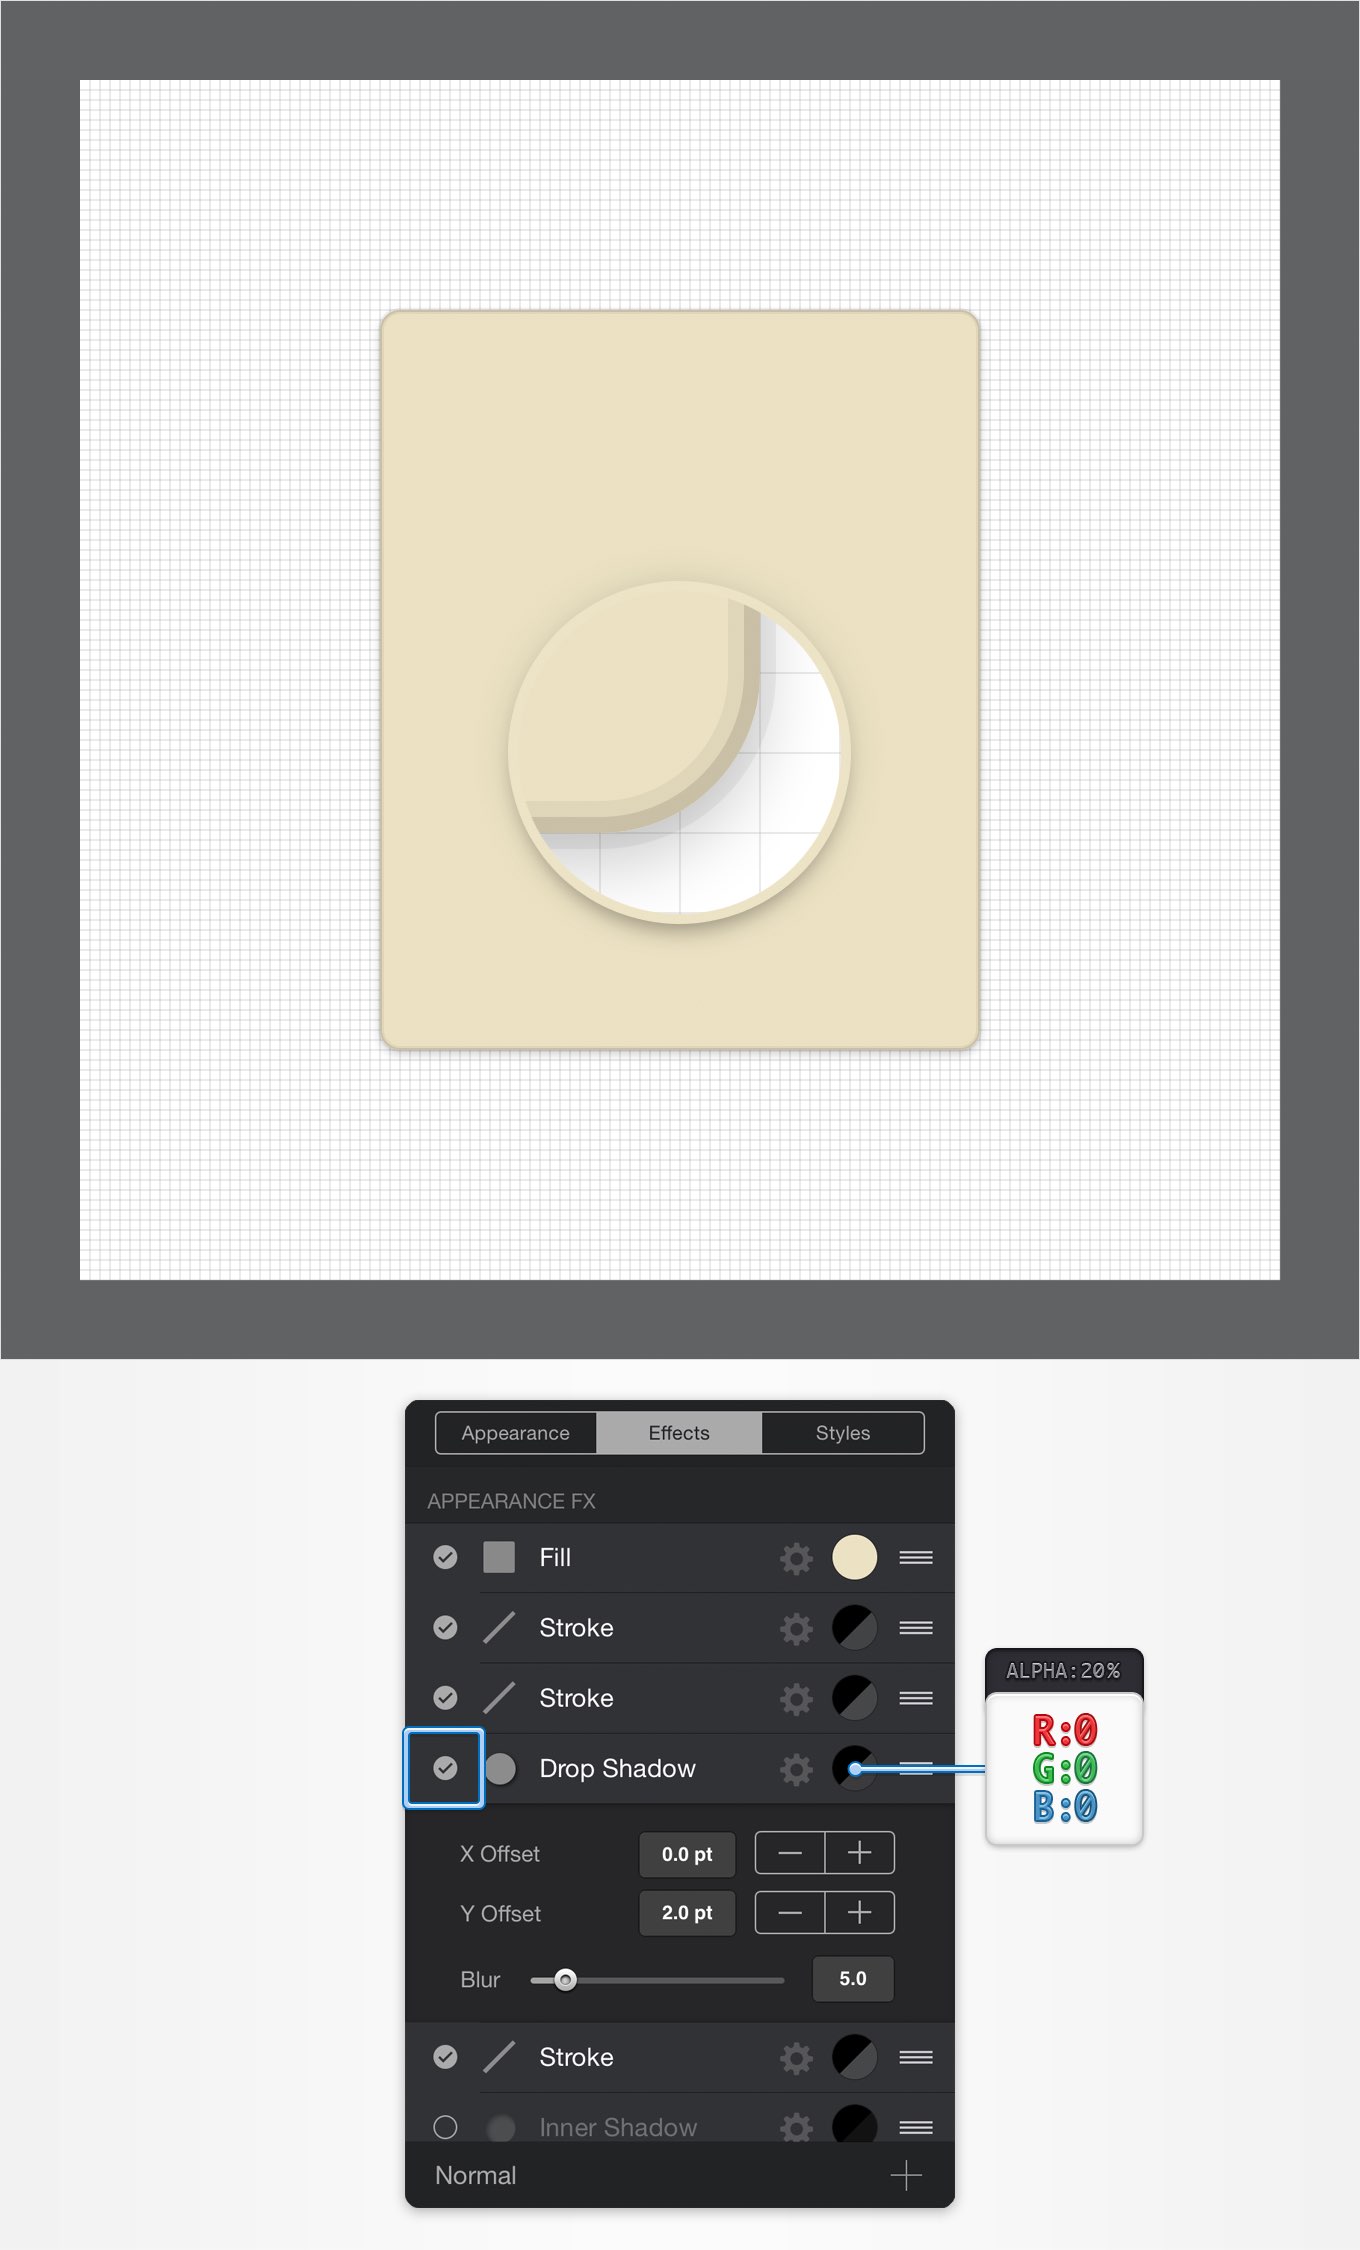 Appearance Effects Styles
APPEARANCE FX
Fill
Stroke
Stroke
ALPHA:20%
R:0
G:0
B:0
Drop Shadow
X Offset 0.0 pt
Y Offset 2.0 pt
Blur 5.0
Stroke
Inner Shadow
Normal